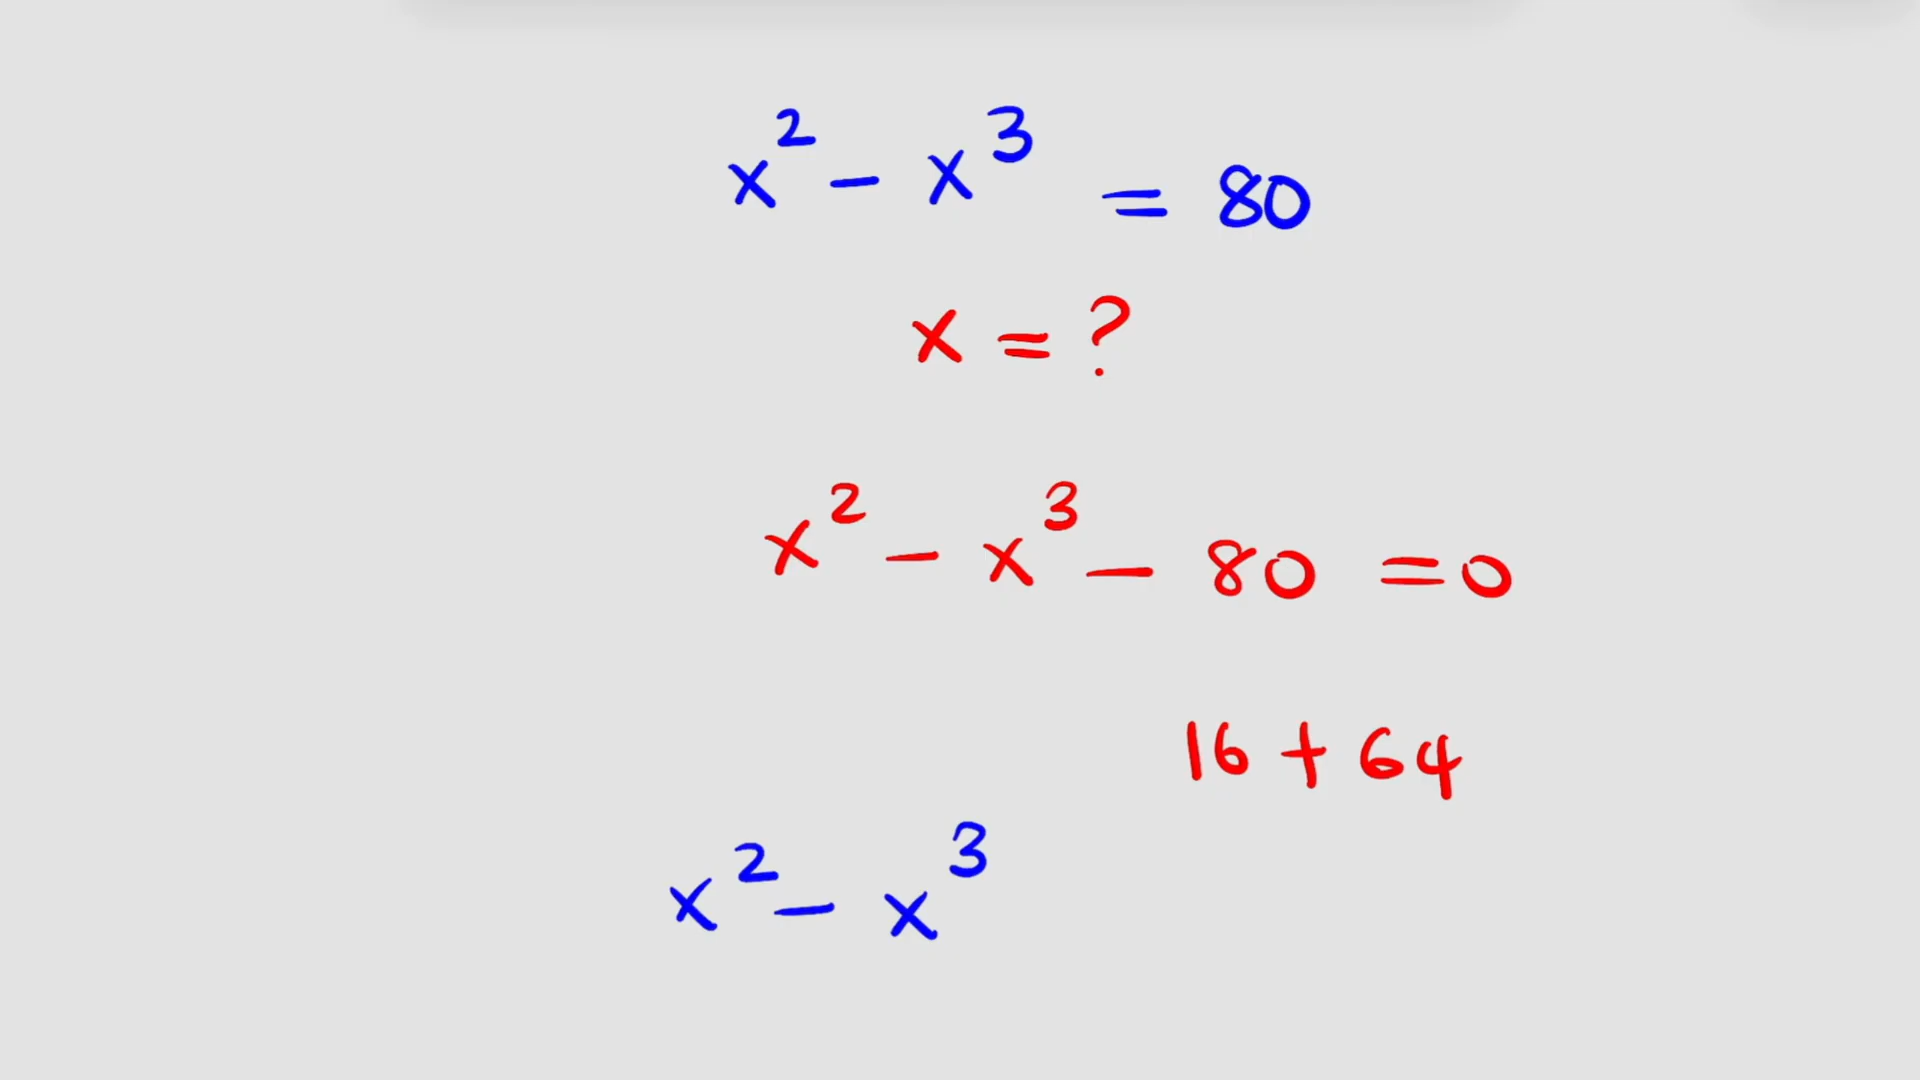 x² - x³ = 80
x = ?
x² - x³ - 80 = 0
16 + 64
x² - x³